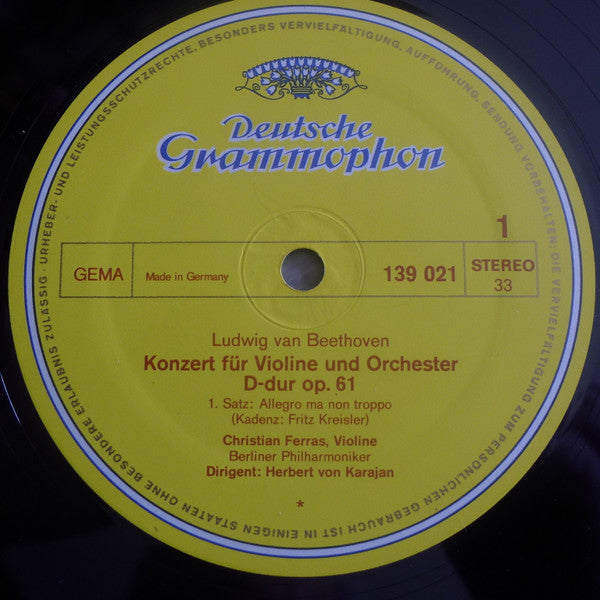 Deutsche
Grammophon
1
GEMA
Made in Germany
139 021
STEREO
33
Ludwig van Beethoven
Konzert für Violine und Orchester
D-dur op. 61
1. Satz: Allegro ma non troppo
(Kadenz: Fritz Kreisler)
Christian Ferras, Violine
Berliner Philharmoniker
Dirigent: Herbert von Karajan
*
URHEBER- UND LEISTUNGSSCHUTZRECHTE, BESONDERS VERVIELFÄLTIGUNG, AUFFÜHRUNG, SENDUNG VORBEHALTEN: DIE VERVIELFÄLTIGUNG ZUM PERSÖNLICHEN GEBRAUCH IST IN EINIGEN STAATEN OHNE BESONDERE ERLAUBNIS ZULÄSSIG ·